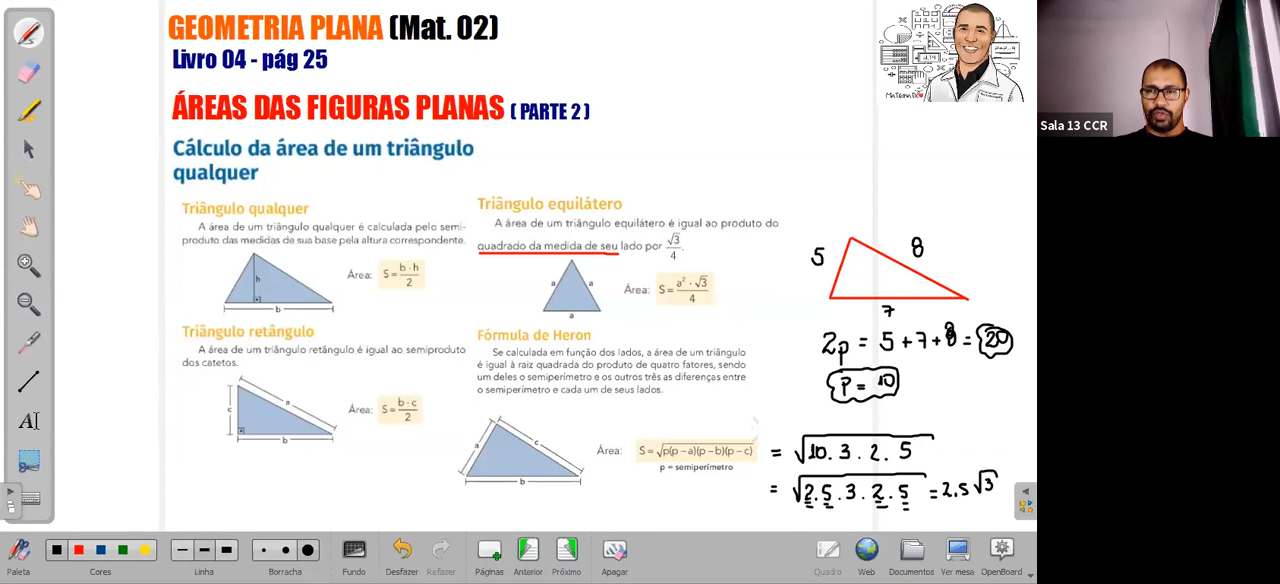 GEOMETRIA PLANA (Mat. 02)
Livro 04 - pág 25
ÁREAS DAS FIGURAS PLANAS ( PARTE 2 )
Cálculo da área de um triângulo
qualquer
Triângulo qualquer
A área de um triângulo qualquer é calculada pelo semi-
produto das medidas de sua base pela altura correspondente.
h
b
Área: S = b · h / 2
Triângulo retângulo
A área de um triângulo retângulo é igual ao semiproduto
dos catetos.
c
a
b
Área: S = b · c / 2
Triângulo equilátero
A área de um triângulo equilátero é igual ao produto do
quadrado da medida de seu lado por √3/4.
a
a
a
Área: S = a² · √3 / 4
Fórmula de Heron
Se calculada em função dos lados, a área de um triângulo
é igual à raiz quadrada do produto de quatro fatores, sendo
um deles o semiperímetro e os outros três as diferenças entre
o semiperímetro e cada um de seus lados.
a
c
b
Área: S = √p(p – a)(p – b)(p – c)
p = semiperímetro
5
8
7
2p = 5 + 7 + 8 = 20
p = 10
= √10 . 3 . 2 . 5
= √2 . 5 . 3 . 2 . 5 = 2.5√3
Sala 13 CCR
Paleta
Cores
Linha
Borracha
Fundo
Desfazer
Refazer
Páginas
Anterior
Próximo
Apagar
Quadro
Web
Documentos
Ver mesa
OpenBoard